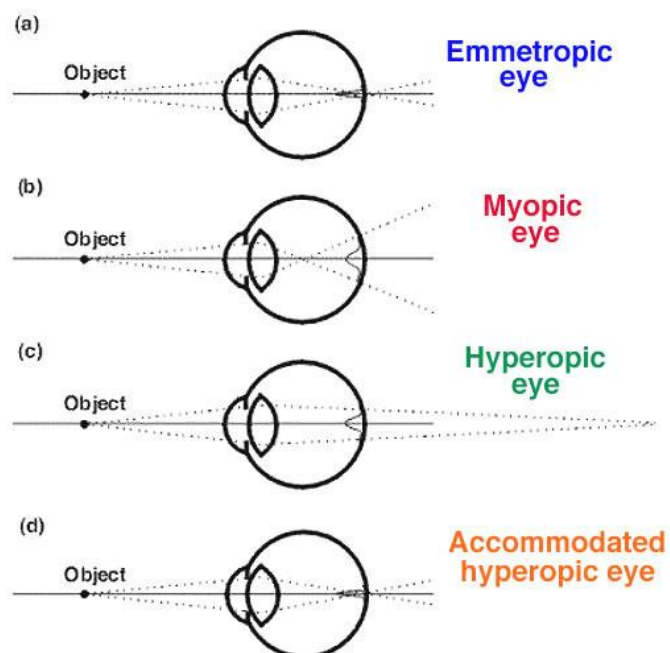 (a)
Object
Emmetropic
eye
(b)
Object
Myopic
eye
(c)
Object
Hyperopic
eye
(d)
Object
Accommodated
hyperopic eye